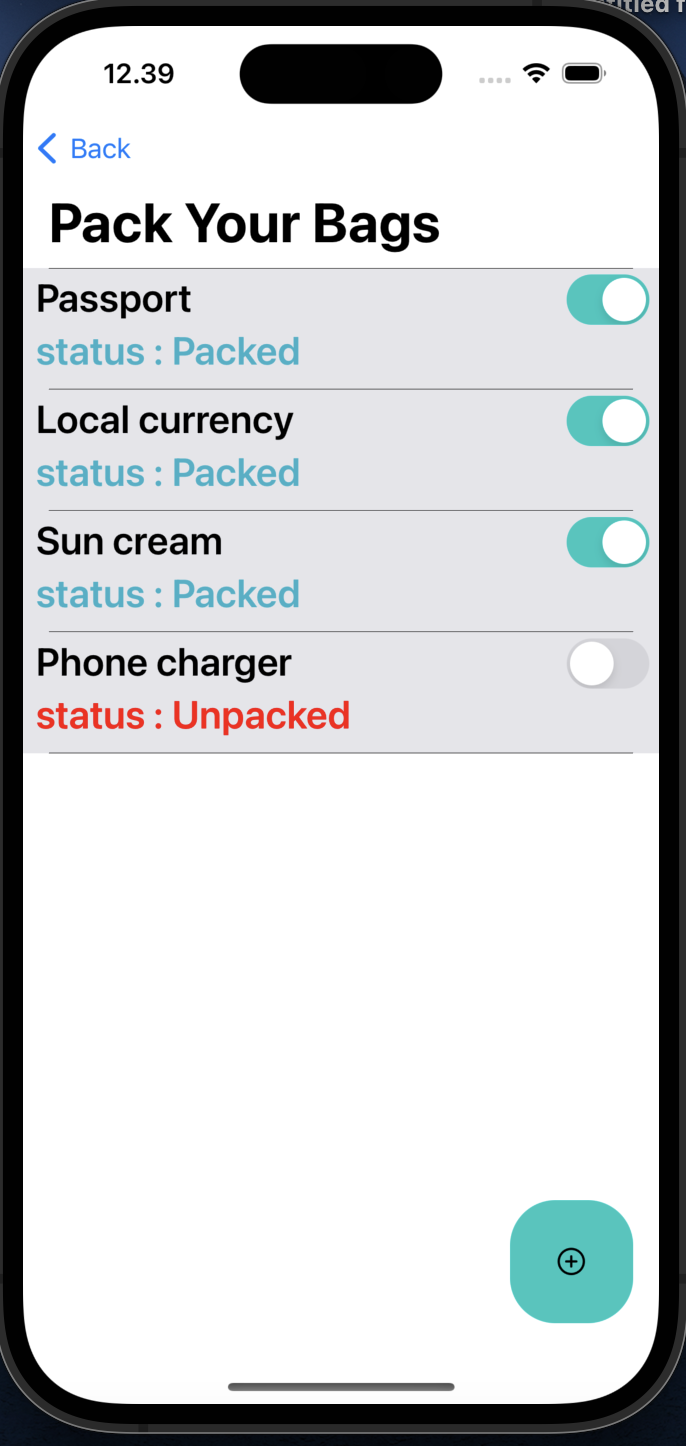 12.39
Back
Pack Your Bags
Passport
status : Packed
Local currency
status : Packed
Sun cream
status : Packed
Phone charger
status : Unpacked